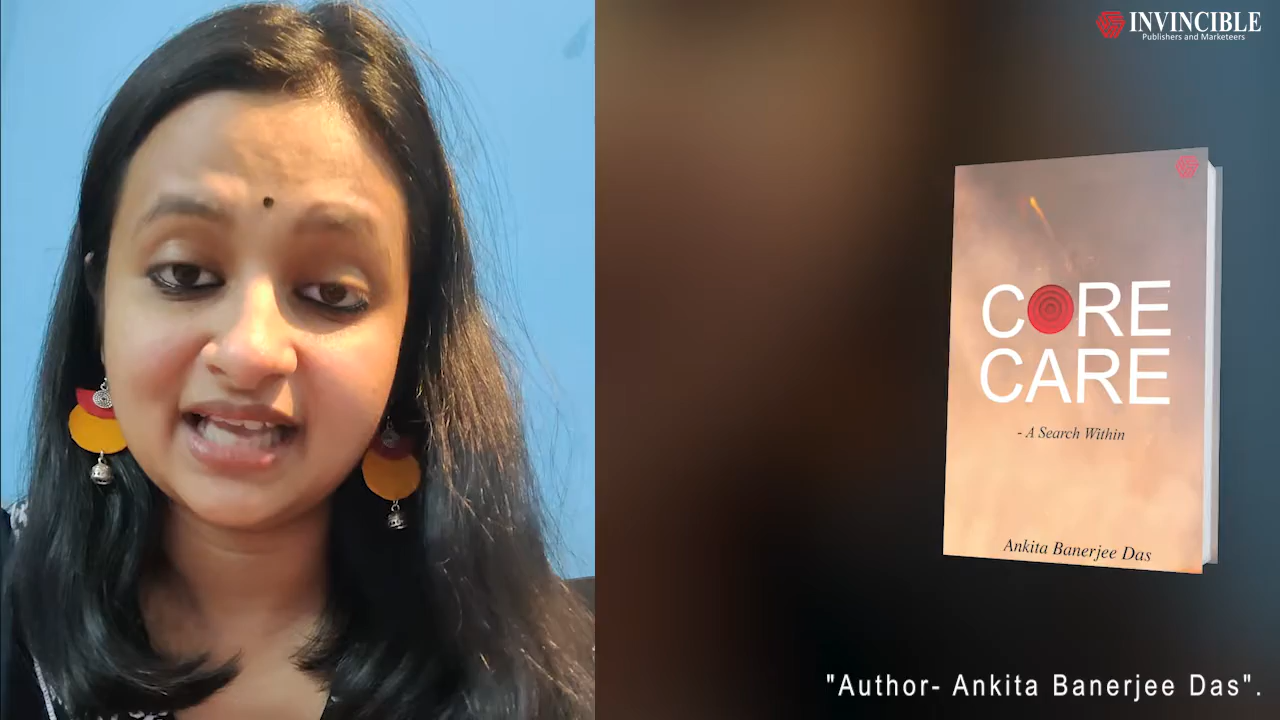 INVINCIBLE
Publishers and Marketeers
CORE
CARE
- A Search Within
Ankita Banerjee Das
"Author- Ankita Banerjee Das".